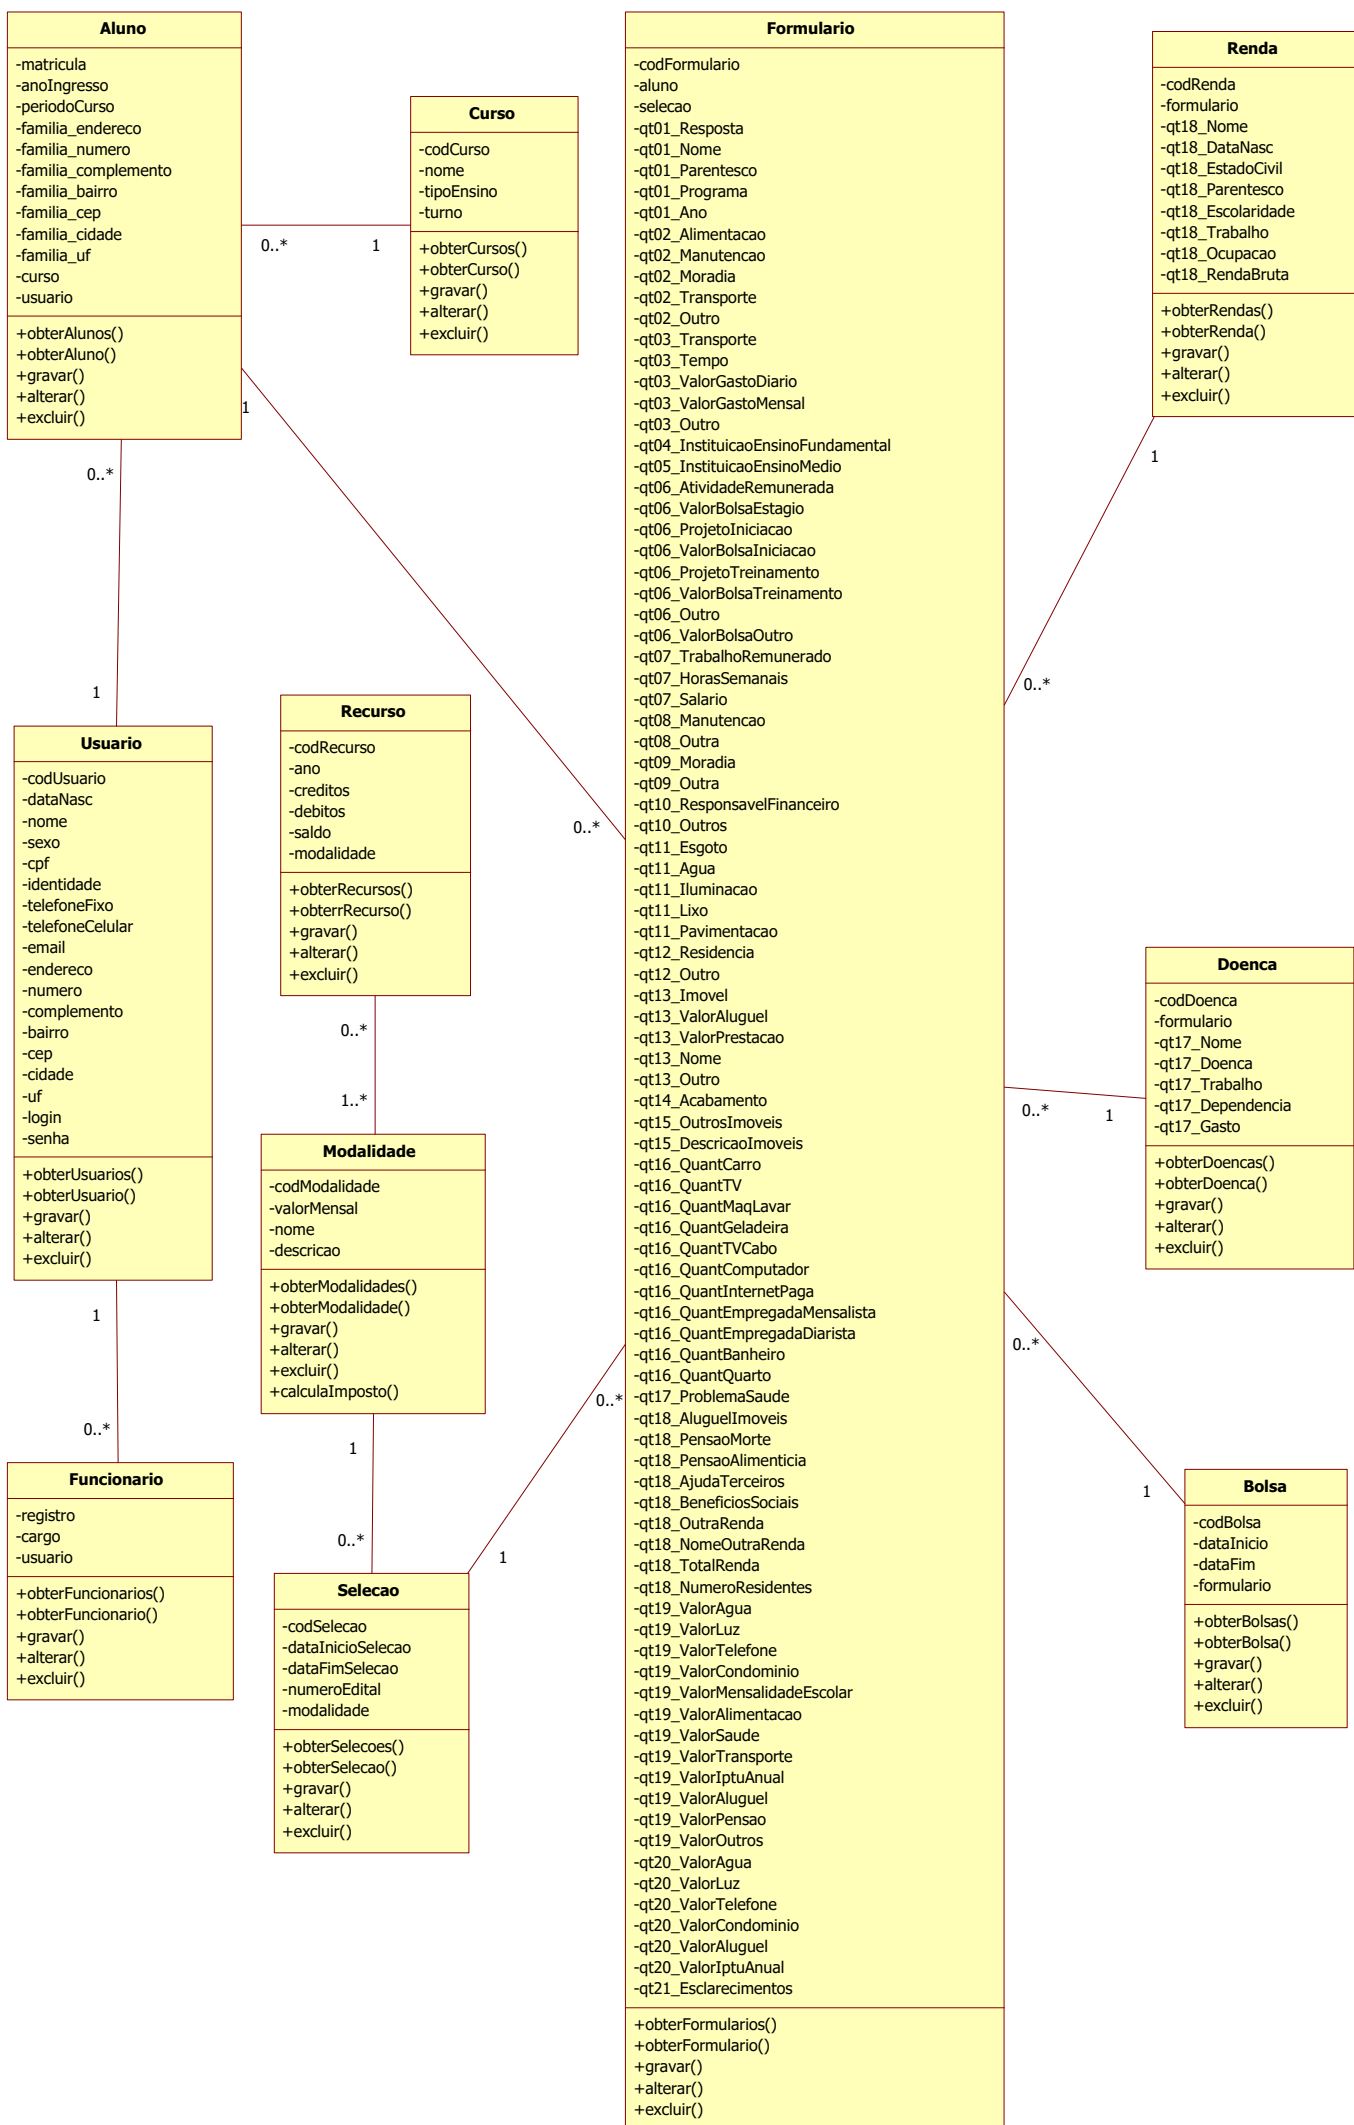 Aluno
-matricula
-anoIngresso
-periodoCurso
-familia_endereco
-familia_numero
-familia_complemento
-familia_bairro
-familia_cep
-familia_cidade
-familia_uf
-curso
-usuario
+obterAlunos()
+obterAluno()
+gravar()
+alterar()
+excluir()
0..*
1
Curso
-codCurso
-nome
-tipoEnsino
-turno
+obterCursos()
+obterCurso()
+gravar()
+alterar()
+excluir()
1
0..*
0..*
1
Usuario
-codUsuario
-dataNasc
-nome
-sexo
-cpf
-identidade
-telefoneFixo
-telefoneCelular
-email
-endereco
-numero
-complemento
-bairro
-cep
-cidade
-uf
-login
-senha
+obterUsuarios()
+obterUsuario()
+gravar()
+alterar()
+excluir()
1
0..*
Funcionário
-registro
-cargo
-usuario
+obterFuncionarios()
+obterFuncionario()
+gravar()
+alterar()
+excluir()
Recurso
-codRecurso
-ano
-creditos
-debitos
-saldo
-modalidade
+obterRecursos()
+obterrRecurso()
+gravar()
+alterar()
+excluir()
0..*
1..*
Modalidade
-codModalidade
-valorMensal
-nome
-descricao
+obterModalidades()
+obterModalidade()
+gravar()
+alterar()
+excluir()
+calculaImposto()
1
0..*
Selecao
-codSelecao
-dataInicioSelecao
-dataFimSelecao
-numeroEdital
-modalidade
+obterSelecoes()
+obterSelecao()
+gravar()
+alterar()
+excluir()
0..*
1
Formulario
-codFormulario
-aluno
-selecao
-qt01_Resposta
-qt01_Nome
-qt01_Parentesco
-qt01_Programa
-qt01_Ano
-qt02_Alimentacao
-qt02_Manutencao
-qt02_Moradia
-qt02_Transporte
-qt02_Outro
-qt03_Transporte
-qt03_Tempo
-qt03_ValorGastoDiario
-qt03_ValorGastoMensal
-qt03_Outro
-qt04_InstituicaoEnsinoFundamental
-qt05_InstituicaoEnsinoMedio
-qt06_AtividadeRemunerada
-qt06_ValorBolsaEstagio
-qt06_ProjetoIniciacao
-qt06_ValorBolsaIniciacao
-qt06_ProjetoTreinamento
-qt06_ValorBolsaTreinamento
-qt06_Outro
-qt06_ValorBolsaOutro
-qt07_TrabalhoRemunerado
-qt07_HorasSemanais
-qt07_Salario
-qt08_Manutencao
-qt08_Outra
-qt09_Moradia
-qt09_Outra
-qt10_ResponsavelFinanceiro
-qt10_Outros
-qt11_Esgoto
-qt11_Agua
-qt11_Iluminacao
-qt11_Lixo
-qt11_Pavimentacao
-qt12_Residencia
-qt12_Outro
-qt13_Imovel
-qt13_ValorAluguel
-qt13_ValorPrestacao
-qt13_Nome
-qt13_Outro
-qt14_Acabamento
-qt15_OutrosImoveis
-qt15_DescricaoImoveis
-qt16_QuantCarro
-qt16_QuantTV
-qt16_QuantMaqLavar
-qt16_QuantGeladeira
-qt16_QuantTVCabo
-qt16_QuantComputador
-qt16_QuantInternetPaga
-qt16_QuantEmpregadaMensalista
-qt16_QuantEmpregadaDiarista
-qt16_QuantBanheiro
-qt16_QuantQuarto
-qt17_ProblemaSaude
-qt18_AluguelImoveis
-qt18_PensaoMorte
-qt18_PensaoAlimenticia
-qt18_AjudaTerceiros
-qt18_BeneficiosSociais
-qt18_OutraRenda
-qt18_NomeOutraRenda
-qt18_TotalRenda
-qt18_NumeroResidentes
-qt19_ValorAgua
-qt19_ValorLuz
-qt19_ValorTelefone
-qt19_ValorCondominio
-qt19_ValorMensalidadeEscolar
-qt19_ValorAlimentacao
-qt19_ValorSaude
-qt19_ValorTransporte
-qt19_ValorIptuAnual
-qt19_ValorAluguel
-qt19_ValorPensao
-qt19_ValorOutros
-qt20_ValorAgua
-qt20_ValorLuz
-qt20_ValorTelefone
-qt20_ValorCondominio
-qt20_ValorAluguel
-qt20_ValorIptuAnual
-qt21_Esclarecimentos
+obterFormularios()
+obterFormulario()
+gravar()
+alterar()
+excluir()
Renda
-codRenda
-formulario
-qt18_Nome
-qt18_DataNasc
-qt18_EstadoCivil
-qt18_Parentesco
-qt18_Escolaridade
-qt18_Trabalho
-qt18_Ocupacao
-qt18_RendaBruta
+obterRendas()
+obterRenda()
+gravar()
+alterar()
+excluir()
1
0..*
Doenca
-codDoenca
-formulario
-qt17_Nome
-qt17_Doenca
-qt17_Trabalho
-qt17_Dependencia
-qt17_Gasto
+obterDoencas()
+obterDoenca()
+gravar()
+alterar()
+excluir()
0..*
1
0..*
1
Bolsa
-codBolsa
-dataInicio
-dataFim
-formulario
+obterBolsas()
+obterBolsa()
+gravar()
+alterar()
+excluir()